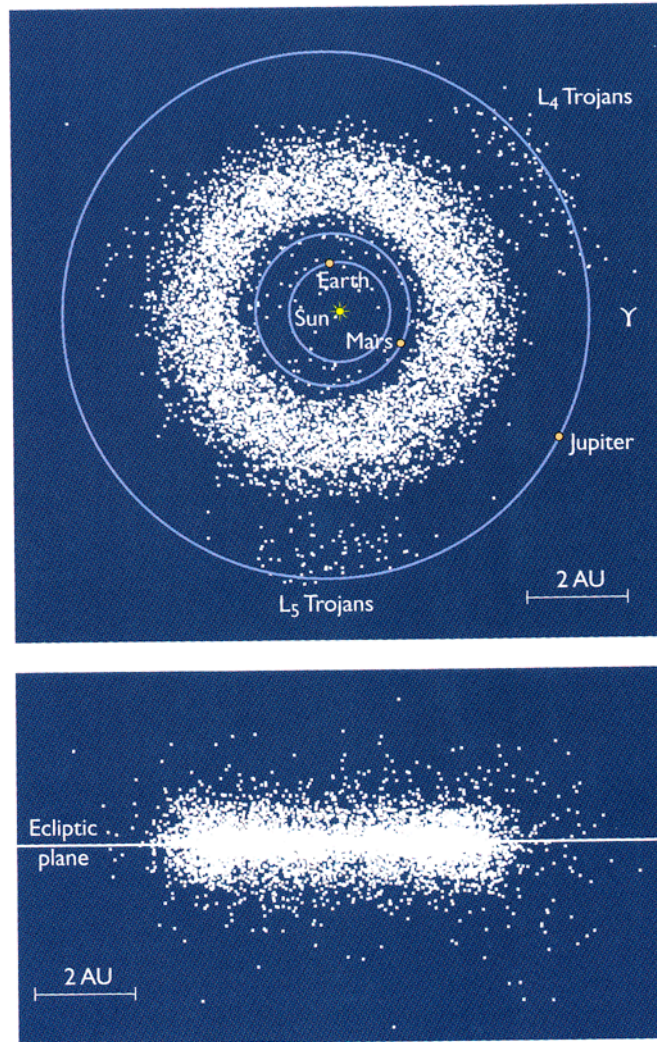 L₄ Trojans
Earth
Sun
Mars
♈
Jupiter
2 AU
L₅ Trojans
Ecliptic
plane
2 AU